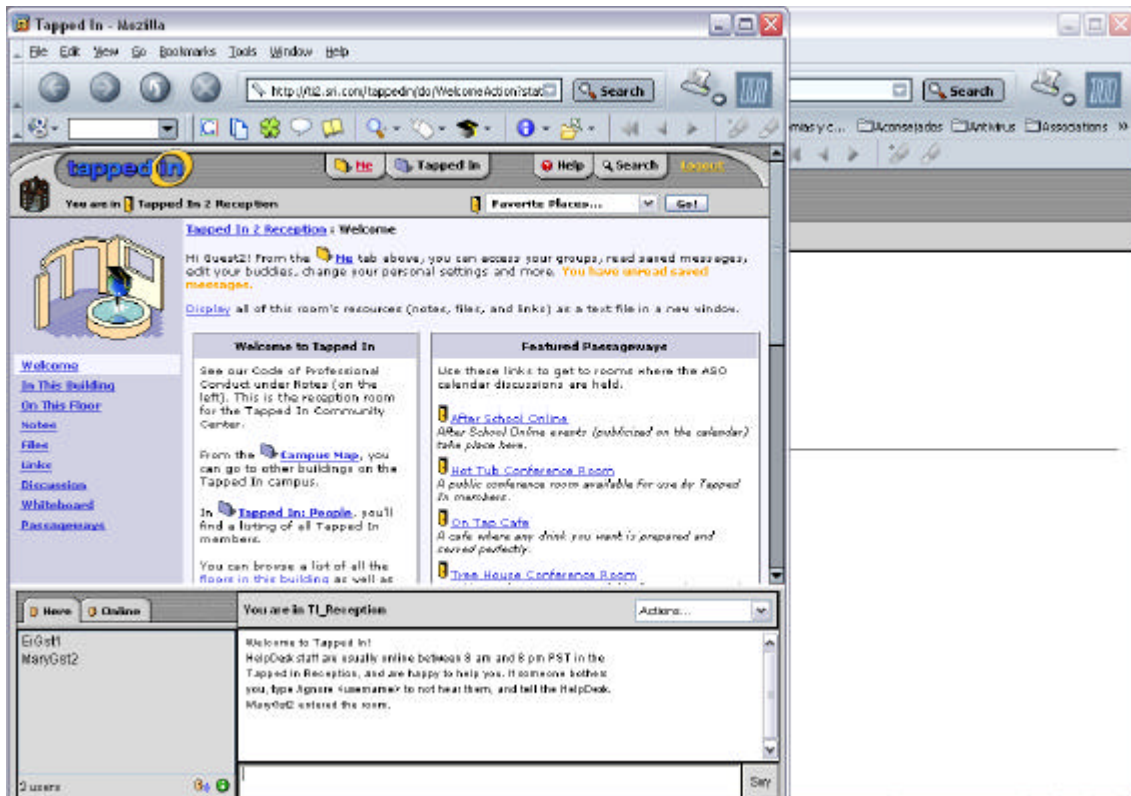 Tapped In - Mozilla
File Edit View Go Bookmarks Tools Window Help
http://ti2.sri.com/tappedin/do/WelcomeAction?stat
Search
Search
Aconsejados Antivirus Associations
tapped in
Me Tapped In Help Search Logout
You are in Tapped In 2 Reception Favorite Places... Go!
Tapped In 2 Reception : Welcome
Hi Guest2! From the Me tab above, you can access your groups, read saved messages,
edit your buddies, change your personal settings and more. You have unread saved
messages.
Display all of this room's resources (notes, files, and links) as a text file in a new window.
Welcome
In This Building
On This Floor
Notes
Files
Links
Discussion
Whiteboard
Passageways
Welcome to Tapped In
See our Code of Professional
Conduct under Notes (on the
left). This is the reception room
for the Tapped In Community
Center.
From the Campus Map, you
can go to other buildings on the
Tapped In campus.
In Tapped In: People, you'll
find a listing of all Tapped In
members.
You can browse a list of all the
floors in this building as well as
Featured Passageways
Use these links to get to rooms where the ASO
calendar discussions are held.
After School Online
After School Online events (publicized on the calendar)
take place here.
Hot Tub Conference Room
A public conference room available for use by Tapped
In members.
On Tap Cafe
A cafe where any drink you want is prepared and
served perfectly.
Tree House Conference Room
Here Online
You are in TI_Reception
Actions...
MaryGst2
Welcome to Tapped In!
HelpDesk staff are usually online between 8 am and 8 pm PST in the
Tapped in Reception, and are happy to help you. If someone bothers
you, type /ignore <username> to not hear them, and tell the HelpDesk.
MaryGst2 entered the room.
2 users
Say